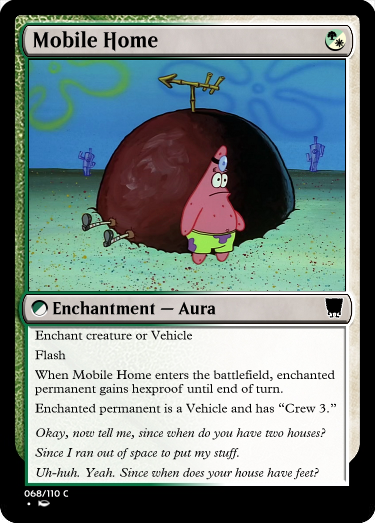 Mobile Home
Enchantment — Aura
Enchant creature or Vehicle
Flash
When Mobile Home enters the battlefield, enchanted
permanent gains hexproof until end of turn.
Enchanted permanent is a Vehicle and has “Crew 3.”
Okay, now tell me, since when do you have two houses?
Since I ran out of space to put my stuff.
Uh-huh. Yeah. Since when does your house have feet?
068/110 C